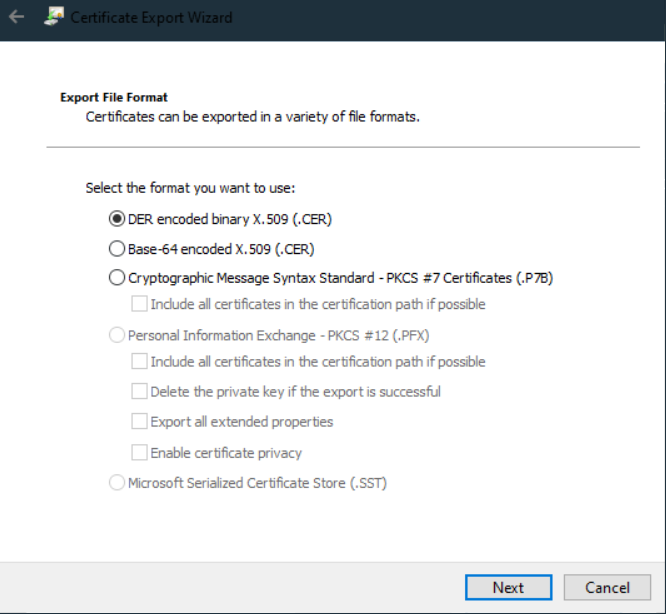 Certificate Export Wizard
Export File Format
Certificates can be exported in a variety of file formats.
Select the format you want to use:
DER encoded binary X.509 (.CER)
Base-64 encoded X.509 (.CER)
Cryptographic Message Syntax Standard - PKCS #7 Certificates (.P7B)
Include all certificates in the certification path if possible
Personal Information Exchange - PKCS #12 (.PFX)
Include all certificates in the certification path if possible
Delete the private key if the export is successful
Export all extended properties
Enable certificate privacy
Microsoft Serialized Certificate Store (.SST)
Next
Cancel